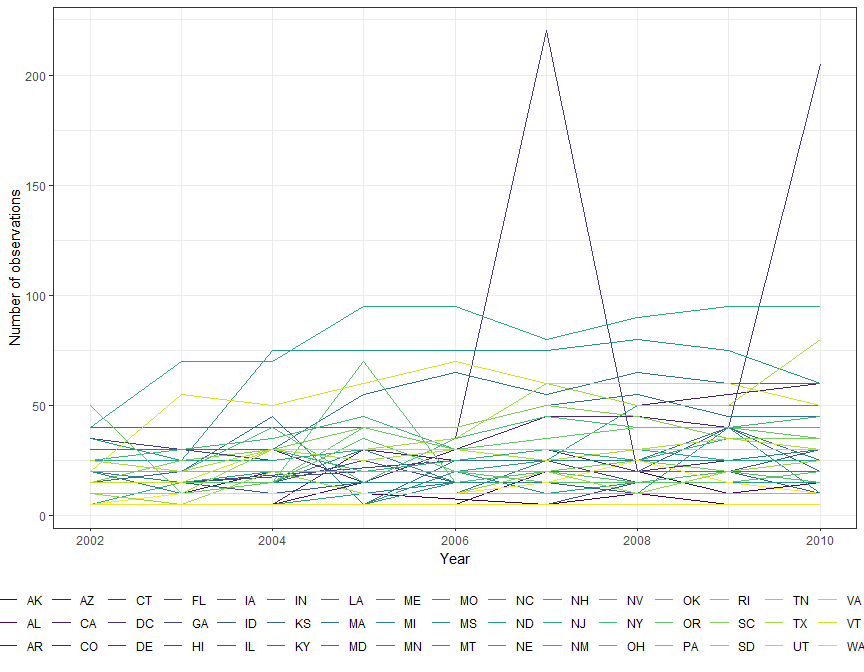 200
150
100
50
0
Number of observations
2002 2004 2006 2008 2010
Year
AK AZ CT FL IA IN LA ME MO NC NH NV OK RI TN VA
AL CA DC GA ID KS MA MI MS ND NJ NY OR SC TX VT
AR CO DE HI IL KY MD MN MT NE NM OH PA SD UT WA